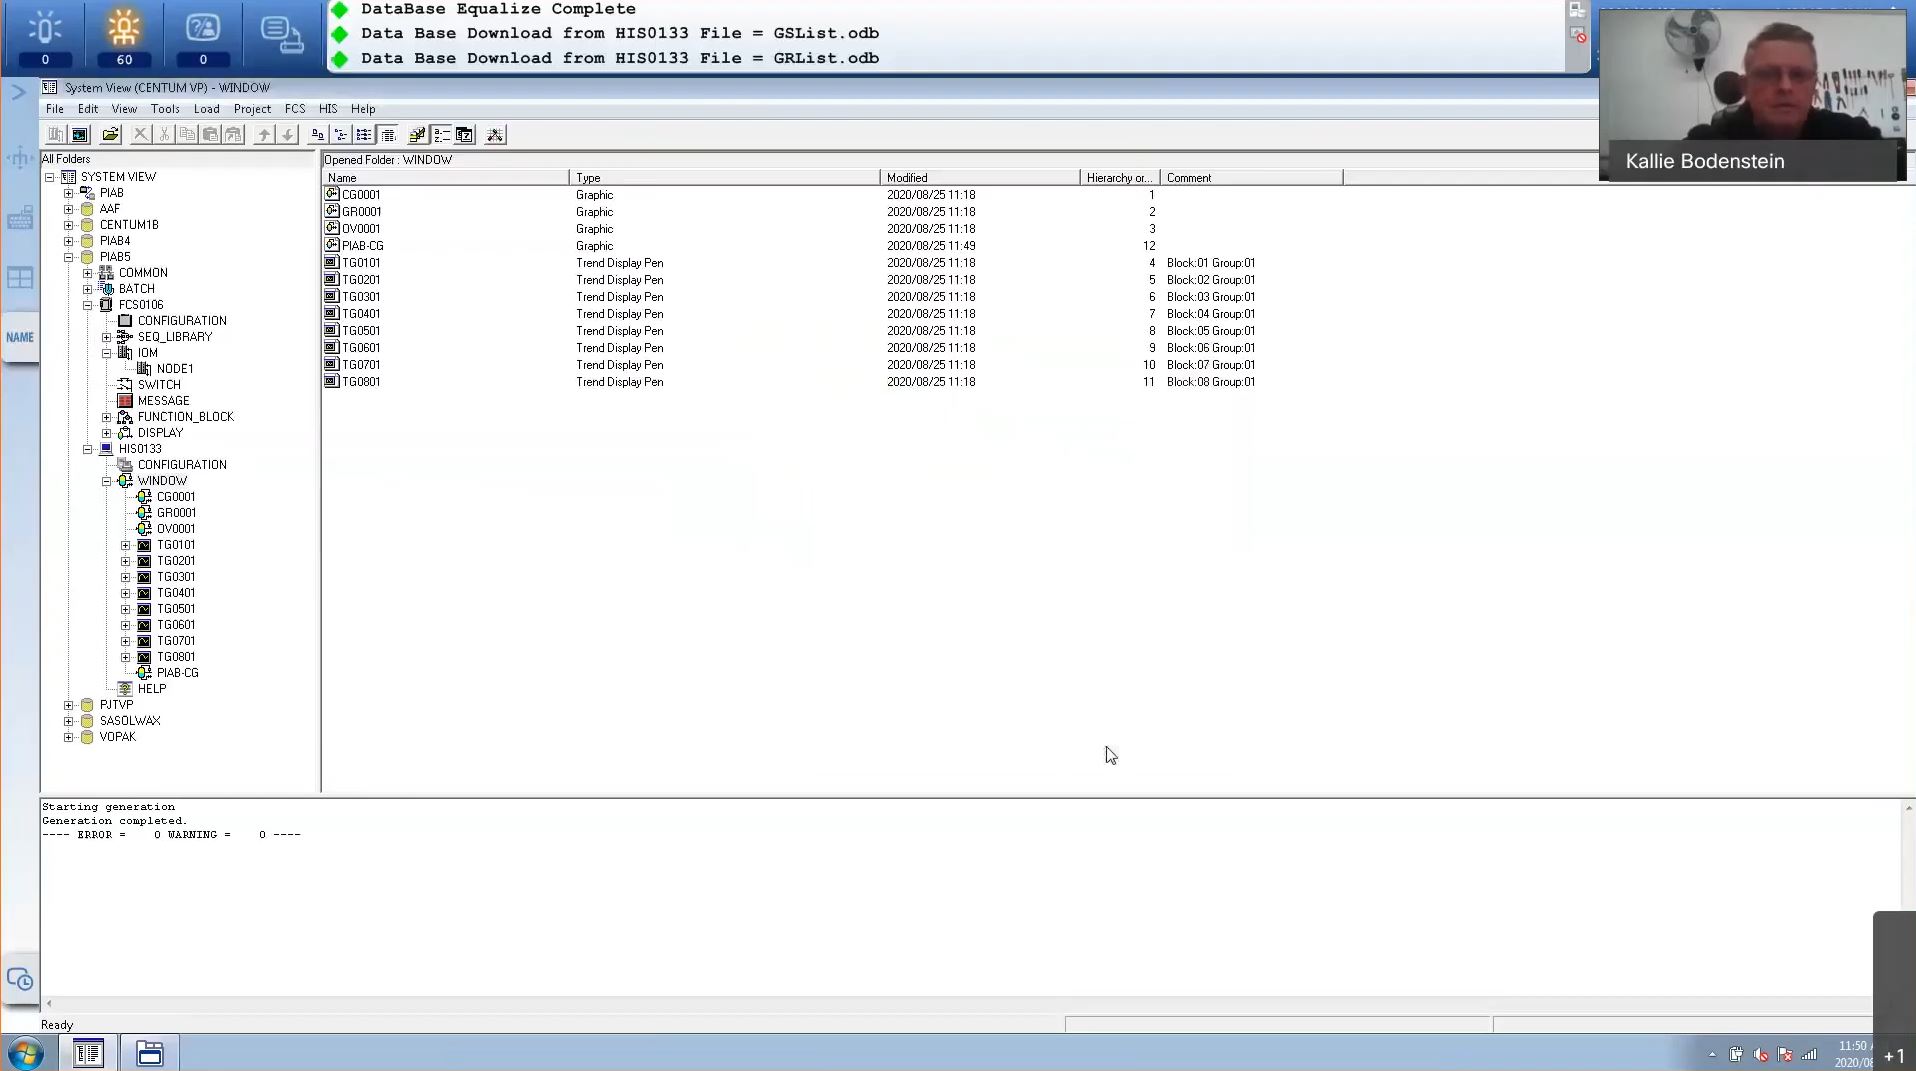 DataBase Equalize Complete
Data Base Download from HIS0133 File = GSList.odb
Data Base Download from HIS0133 File = GRList.odb
0
60
0
System View (CENTUM VP) - WINDOW
File Edit View Tools Load Project FCS HIS Help
Kallie Bodenstein
NAME
All Folders
SYSTEM VIEW
PIAB
AAF
CENTUM1B
PIAB4
PIAB5
COMMON
BATCH
FCS0106
CONFIGURATION
SEQ_LIBRARY
IOM
NODE1
SWITCH
MESSAGE
FUNCTION_BLOCK
DISPLAY
HIS0133
CONFIGURATION
WINDOW
CG0001
GR0001
OV0001
TG0101
TG0201
TG0301
TG0401
TG0501
TG0601
TG0701
TG0801
PIAB-CG
HELP
PJTVP
SASOLWAX
VOPAK
Opened Folder : WINDOW
Name Type Modified Hierarchy or... Comment
CG0001 Graphic 2020/08/25 11:18 1
GR0001 Graphic 2020/08/25 11:18 2
OV0001 Graphic 2020/08/25 11:18 3
PIAB-CG Graphic 2020/08/25 11:49 12
TG0101 Trend Display Pen 2020/08/25 11:18 4 Block:01 Group:01
TG0201 Trend Display Pen 2020/08/25 11:18 5 Block:02 Group:01
TG0301 Trend Display Pen 2020/08/25 11:18 6 Block:03 Group:01
TG0401 Trend Display Pen 2020/08/25 11:18 7 Block:04 Group:01
TG0501 Trend Display Pen 2020/08/25 11:18 8 Block:05 Group:01
TG0601 Trend Display Pen 2020/08/25 11:18 9 Block:06 Group:01
TG0701 Trend Display Pen 2020/08/25 11:18 10 Block:07 Group:01
TG0801 Trend Display Pen 2020/08/25 11:18 11 Block:08 Group:01
Starting generation
Generation completed.
---- ERROR = 0 WARNING = 0 ----
Ready
11:50
2020/08
+1